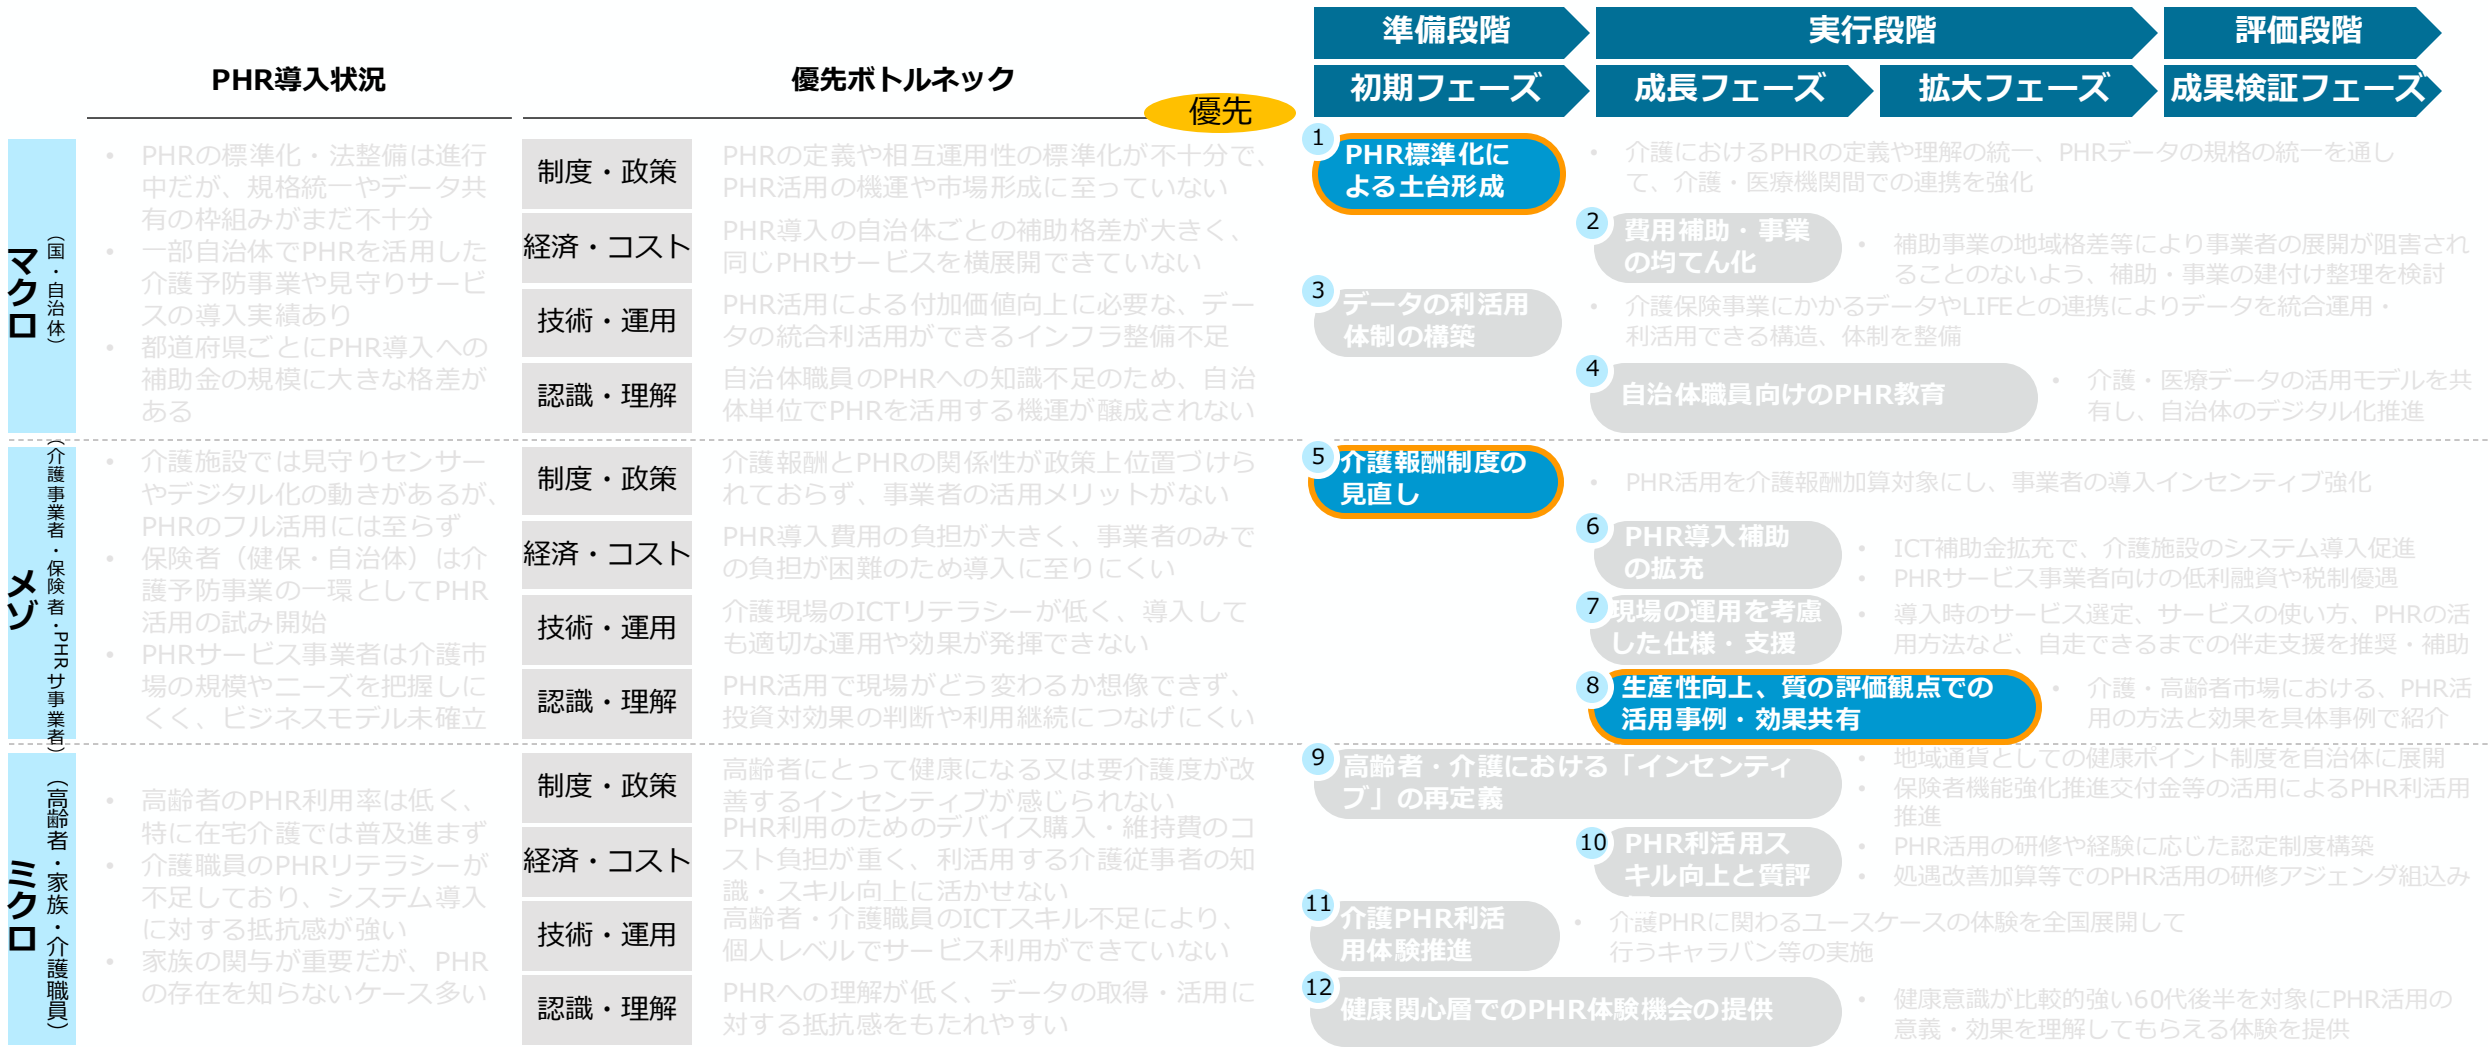 準備段階
実行段階
評価段階
PHR導入状況
優先ボトルネック
優先
初期フェーズ
成長フェーズ
拡大フェーズ
成果検証フェーズ
マクロ
（国・自治体）
• PHRの標準化・法整備は進行
中だが、規格統一やデータ共
有の枠組みがまだ不十分
• 一部自治体でPHRを活用した
介護予防事業や見守りサービ
スの導入実績あり
• 都道府県ごとにPHR導入への
補助金の規模に大きな格差が
ある
制度・政策
PHRの定義や相互運用性の標準化が不十分で、
PHR活用の機運や市場形成に至っていない
1
PHR標準化に
よる土台形成
• 介護におけるPHRの定義や理解の統一、PHRデータの規格の統一を通し
て、介護・医療機関間での連携を強化
経済・コスト
PHR導入の自治体ごとの補助格差が大きく、
同じPHRサービスを横展開できていない
2
費用補助・事業
の均てん化
• 補助事業の地域格差等により事業者の展開が阻害され
ることのないよう、補助・事業の建付け整理を検討
技術・運用
PHR活用による付加価値向上に必要な、デー
タの統合利活用ができるインフラ整備不足
3
データの利活用
体制の構築
• 介護保険事業にかかるデータやLIFEとの連携によりデータを統合運用・
利活用できる構造、体制を整備
認識・理解
自治体職員のPHRへの知識不足のため、自治
体単位でPHRを活用する機運が醸成されない
4
自治体職員向けのPHR教育
• 介護・医療データの活用モデルを共
有し、自治体のデジタル化推進
メゾ
（介護事業者・保険者・PHRサ事業者）
• 介護施設では見守りセンサー
やデジタル化の動きがあるが、
PHRのフル活用には至らず
• 保険者（健保・自治体）は介
護予防事業の一環としてPHR
活用の試み開始
• PHRサービス事業者は介護市
場の規模やニーズを把握しに
くく、ビジネスモデル未確立
制度・政策
介護報酬とPHRの関係性が政策上位置づけら
れておらず、事業者の活用メリットがない
5
介護報酬制度の
見直し
• PHR活用を介護報酬加算対象にし、事業者の導入インセンティブ強化
経済・コスト
PHR導入費用の負担が大きく、事業者のみで
の負担が困難のため導入に至りにくい
6
PHR導入補助
の拡充
• ICT補助金拡充で、介護施設のシステム導入促進
• PHRサービス事業者向けの低利融資や税制優遇
技術・運用
介護現場のICTリテラシーが低く、導入して
も適切な運用や効果が発揮できない
7
現場の運用を考慮
した仕様・支援
• 導入時のサービス選定、サービスの使い方、PHRの活
用方法など、自走できるまでの伴走支援を推奨・補助
認識・理解
PHR活用で現場がどう変わるか想像できず、
投資対効果の判断や利用継続につなげにくい
8
生産性向上、質の評価観点での
活用事例・効果共有
• 介護・高齢者市場における、PHR活
用の方法と効果を具体事例で紹介
ミクロ
（高齢者・家族・介護職員）
• 高齢者のPHR利用率は低く、
特に在宅介護では普及進まず
• 介護職員のPHRリテラシーが
不足しており、システム導入
に対する抵抗感が強い
• 家族の関与が重要だが、PHR
の存在を知らないケース多い
制度・政策
高齢者にとって健康になる又は要介護度が改
善するインセンティブが感じられない
9
高齢者・介護における「インセンティ
ブ」の再定義
• 地域通貨としての健康ポイント制度を自治体に展開
• 保険者機能強化推進交付金等の活用によるPHR利活用
推進
経済・コスト
PHR利用のためのデバイス購入・維持費のコ
スト負担が重く、利活用する介護従事者の知
識・スキル向上に活かせない
10
PHR利活用ス
キル向上と質評
• PHR活用の研修や経験に応じた認定制度構築
• 処遇改善加算等でのPHR活用の研修アジェンダ組込み
技術・運用
高齢者・介護職員のICTスキル不足により、
個人レベルでサービス利用ができていない
11
介護PHR利活
用体験推進
• 介護PHRに関わるユースケースの体験を全国展開して
行うキャラバン等の実施
認識・理解
PHRへの理解が低く、データの取得・活用に
対する抵抗感をもたれやすい
12
健康関心層でのPHR体験機会の提供
• 健康意識が比較的強い60代後半を対象にPHR活用の
意義・効果を理解してもらえる体験を提供